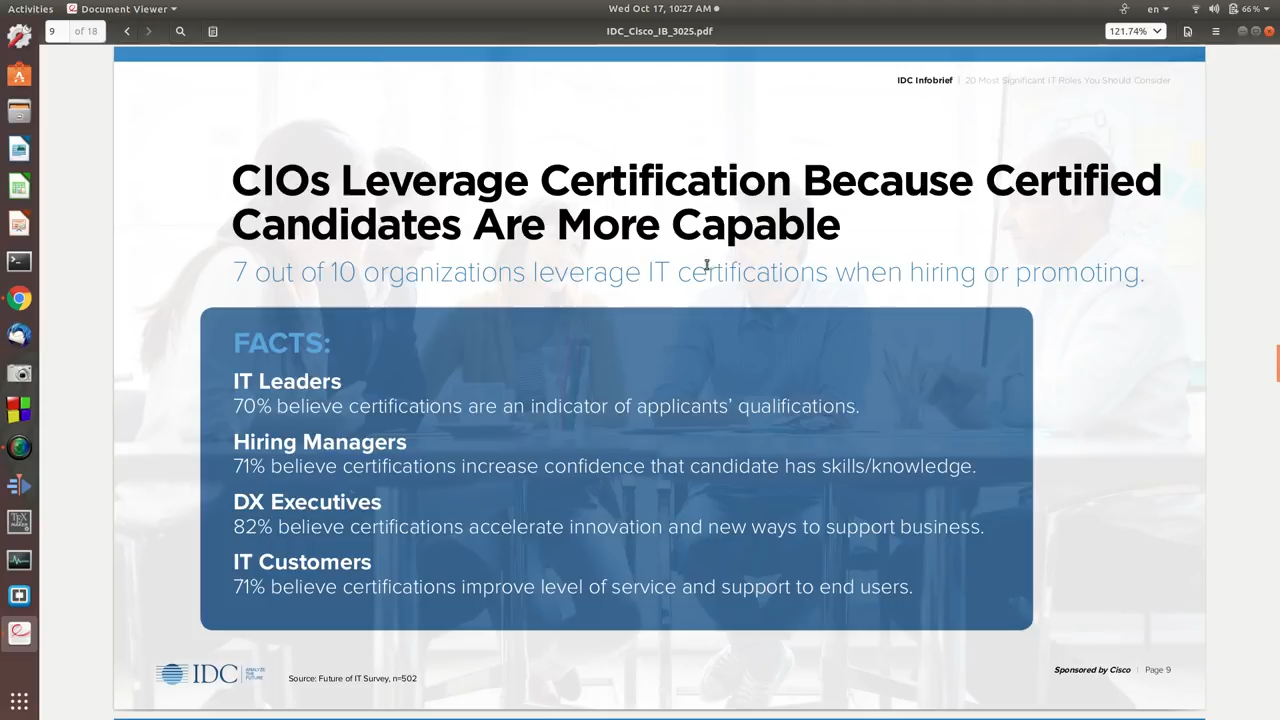 Activities Document Viewer Wed Oct 17, 10:27 AM en 66%
9 of 18 IDC_Cisco_IB_3025.pdf 121.74%
IDC Infobrief | 20 Most Significant IT Roles You Should Consider
CIOs Leverage Certification Because Certified
Candidates Are More Capable
7 out of 10 organizations leverage IT certifications when hiring or promoting.
FACTS:
IT Leaders
70% believe certifications are an indicator of applicants’ qualifications.
Hiring Managers
71% believe certifications increase confidence that candidate has skills/knowledge.
DX Executives
82% believe certifications accelerate innovation and new ways to support business.
IT Customers
71% believe certifications improve level of service and support to end users.
IDC
ANALYZE
THE
FUTURE
Source: Future of IT Survey, n=502
Sponsored by Cisco | Page 9